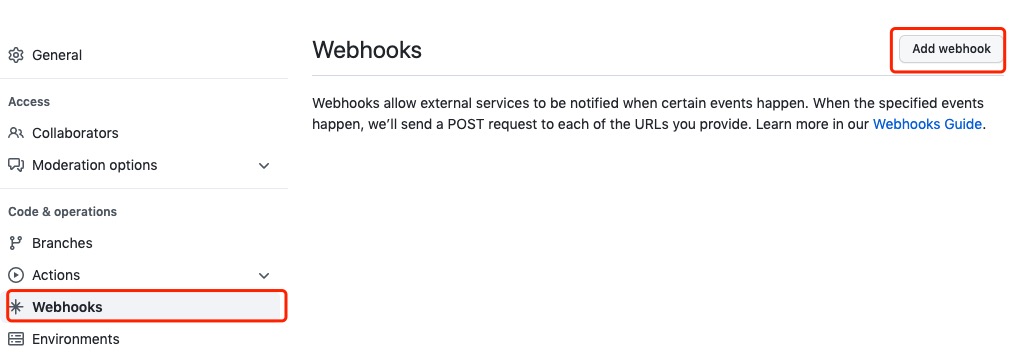 General
Access
Collaborators
Moderation options
Code & operations
Branches
Actions
Webhooks
Environments
Webhooks
Add webhook
Webhooks allow external services to be notified when certain events happen. When the specified events
happen, we’ll send a POST request to each of the URLs you provide. Learn more in our Webhooks Guide.